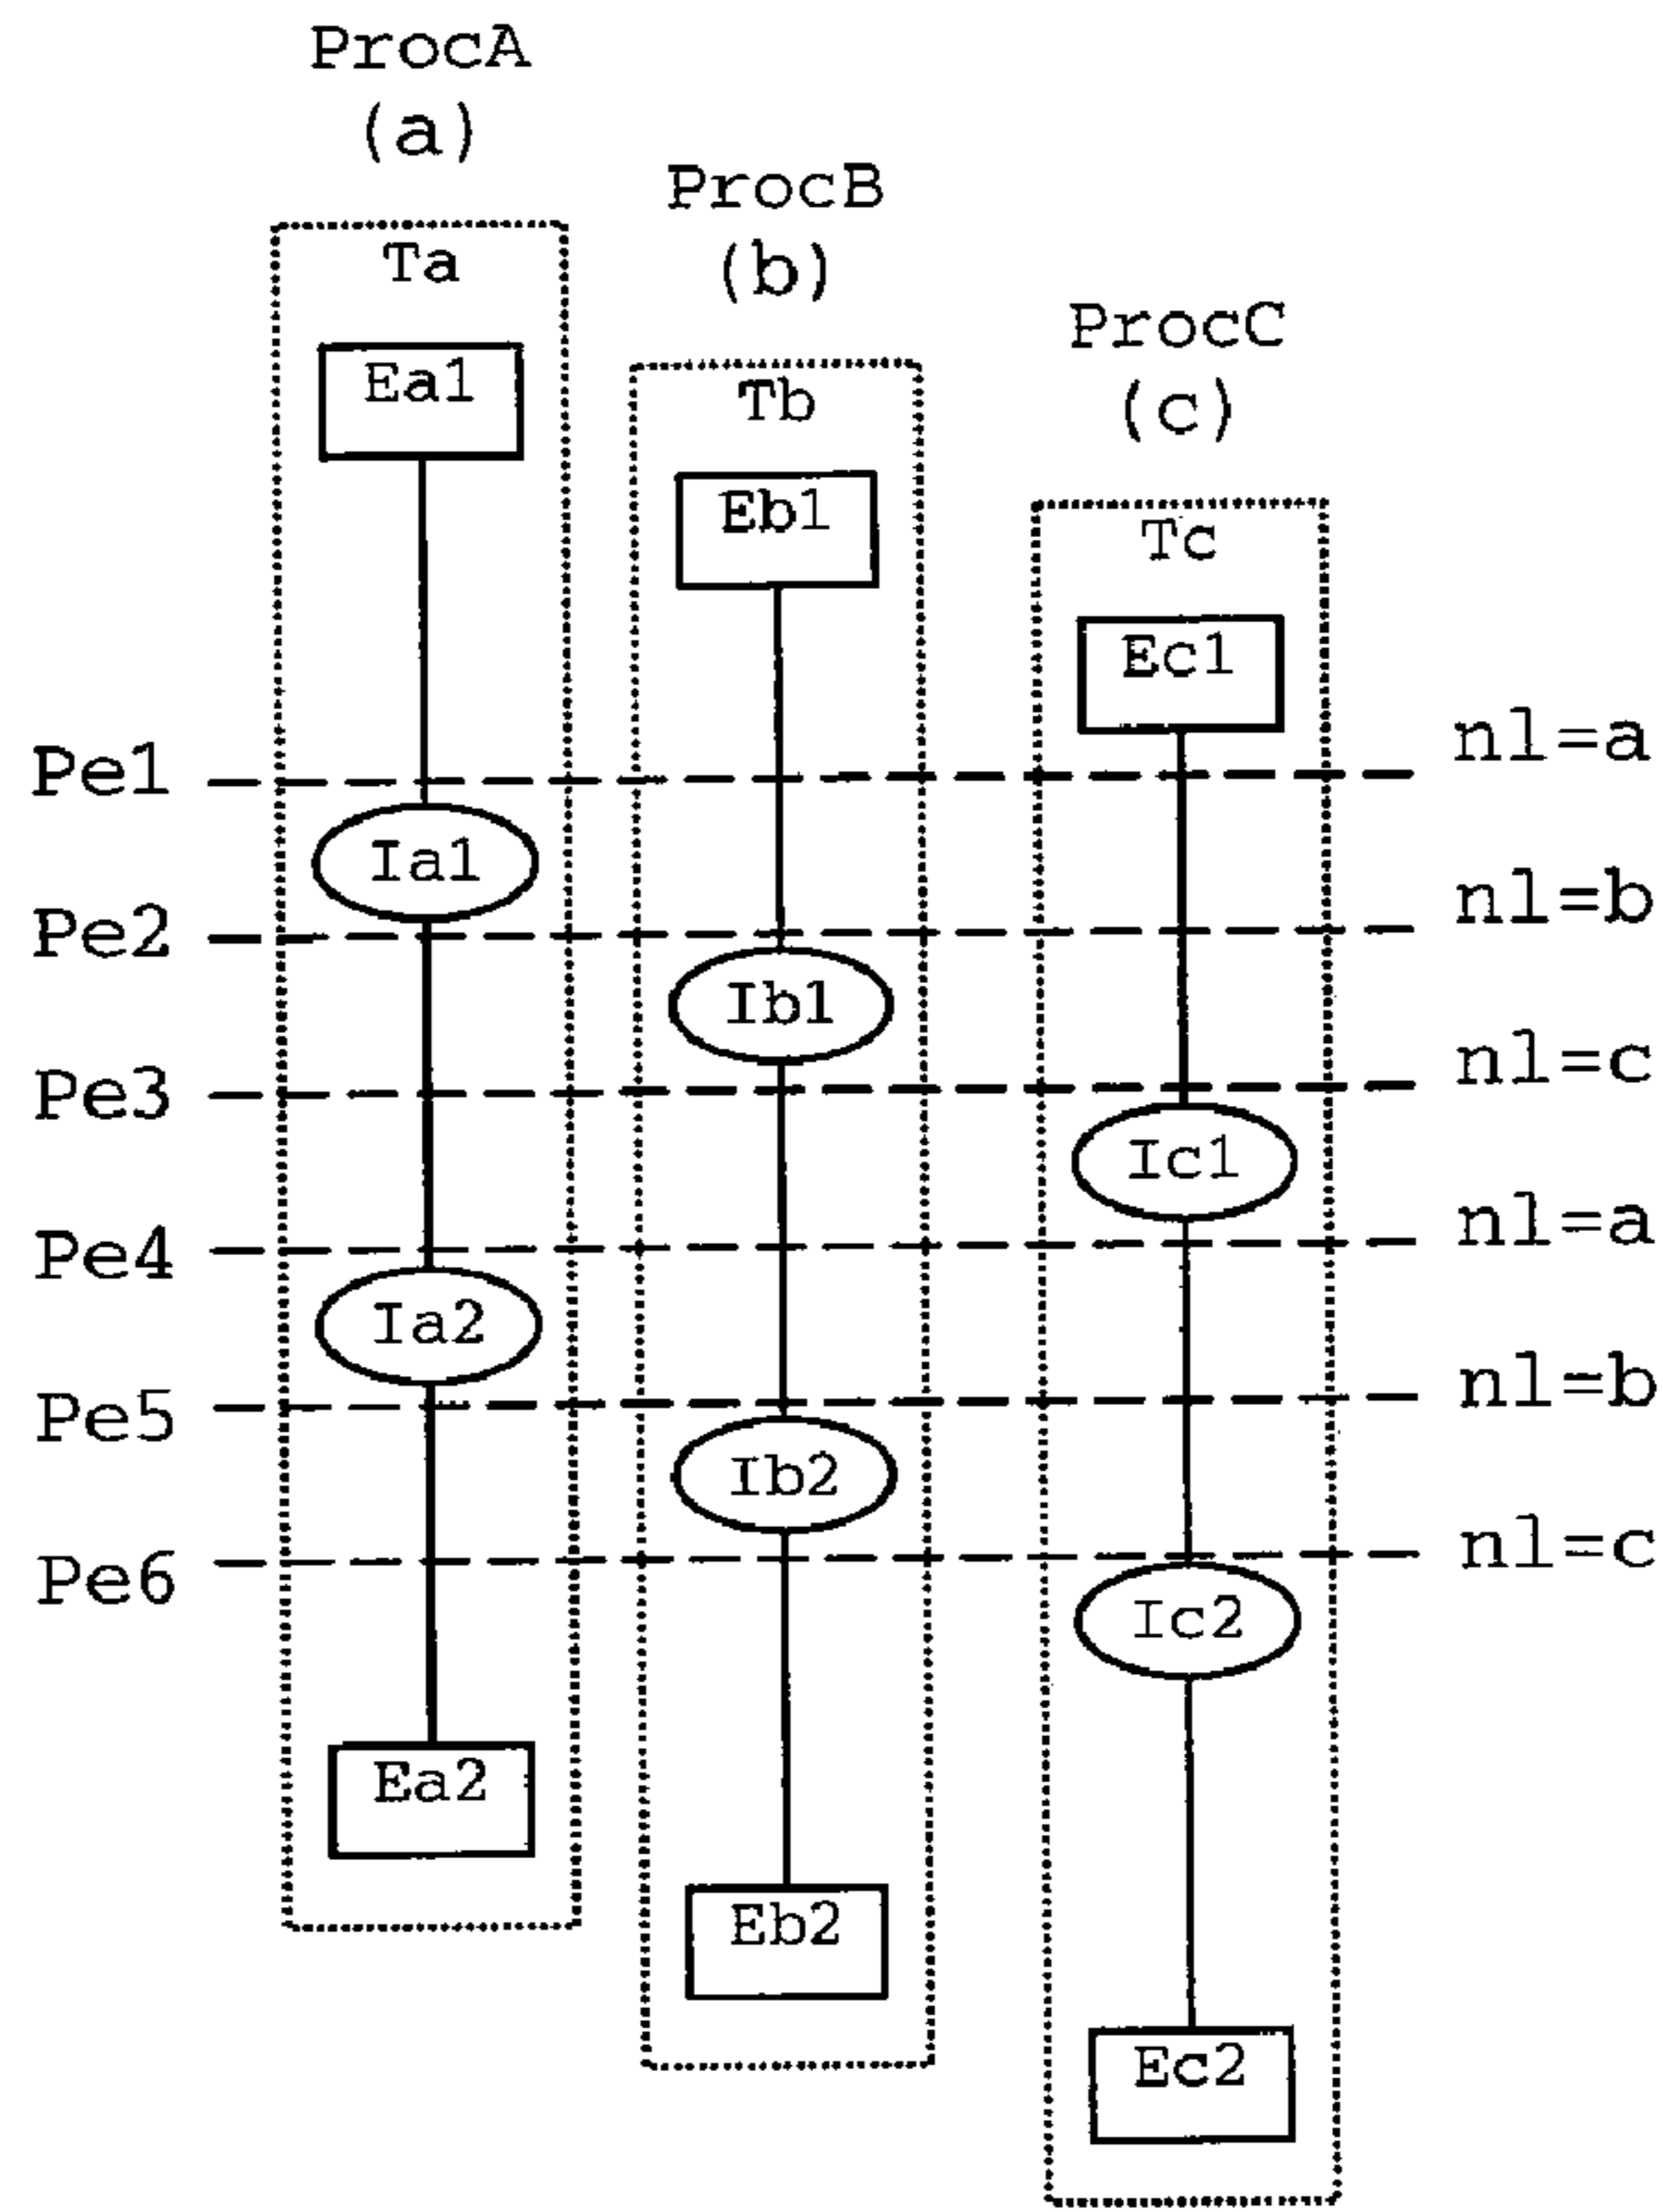 ProcA
(a)
ProcB
(b)
ProcC
(c)
Ta
Ea1
Tb
Eb1
Tc
Ec1
Pe1 nl=a
Ia1
Pe2 nl=b
Ib1
Pe3 nl=c
Ic1
Pe4 nl=a
Ia2
Pe5 nl=b
Ib2
Pe6 nl=c
Ic2
Ea2
Eb2
Ec2